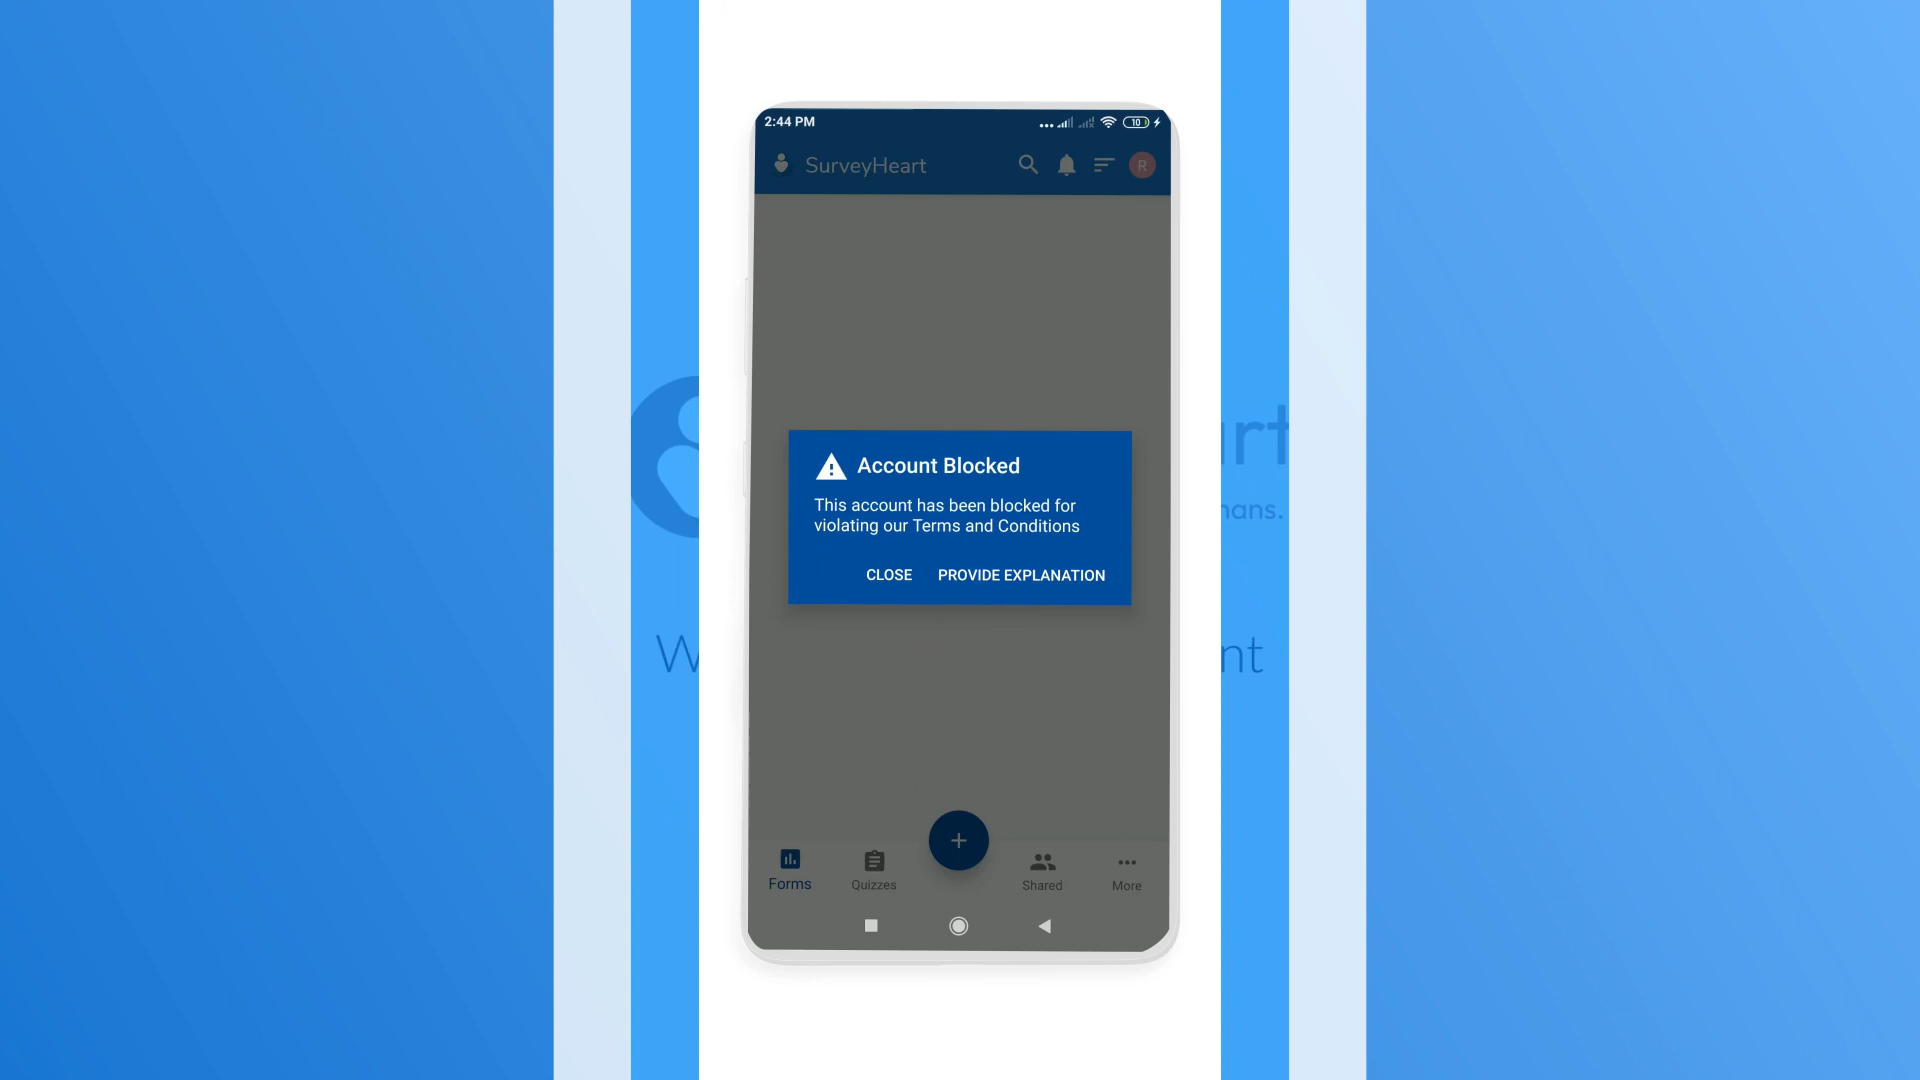 2:44 PM
10
SurveyHeart
R
Account Blocked
This account has been blocked for
violating our Terms and Conditions
CLOSE PROVIDE EXPLANATION
Forms
Quizzes
Shared
More